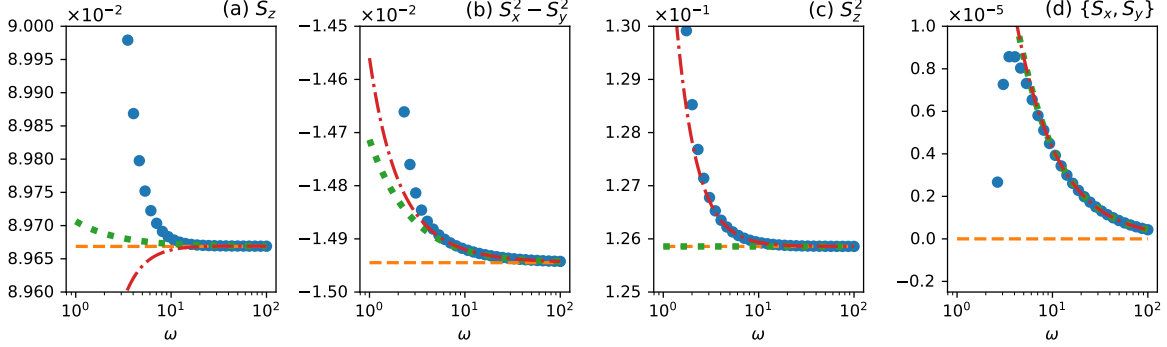 ×10⁻² (a) S_z
9.000
8.995
8.990
8.985
8.980
8.975
8.970
8.965
8.960
10⁰ 10¹ 10²
ω
×10⁻² (b) S_x² − S_y²
−1.45
−1.46
−1.47
−1.48
−1.49
−1.50
10⁰ 10¹ 10²
ω
×10⁻¹ (c) S_z²
1.30
1.29
1.28
1.27
1.26
1.25
10⁰ 10¹ 10²
ω
×10⁻⁵ (d) {S_x, S_y}
1.0
0.8
0.6
0.4
0.2
0.0
−0.2
10⁰ 10¹ 10²
ω